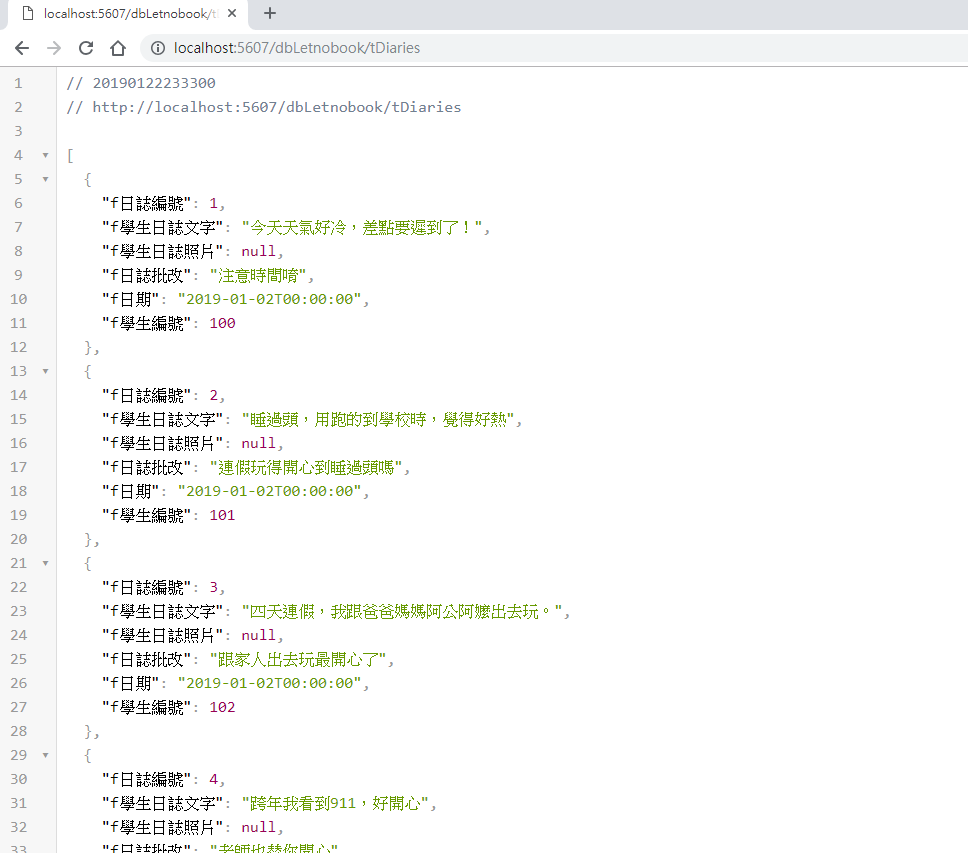 localhost:5607/dbLetnobook/t
localhost:5607/dbLetnobook/tDiaries
1 // 20190122233300
2 // http://localhost:5607/dbLetnobook/tDiaries
3
4 [
5 {
6 "f日誌編號": 1,
7 "f學生日誌文字": "今天天氣好冷，差點要遲到了！",
8 "f學生日誌照片": null,
9 "f日誌批改": "注意時間唷",
10 "f日期": "2019-01-02T00:00:00",
11 "f學生編號": 100
12 },
13 {
14 "f日誌編號": 2,
15 "f學生日誌文字": "睡過頭，用跑的到學校時，覺得好熱",
16 "f學生日誌照片": null,
17 "f日誌批改": "連假玩得開心到睡過頭嗎",
18 "f日期": "2019-01-02T00:00:00",
19 "f學生編號": 101
20 },
21 {
22 "f日誌編號": 3,
23 "f學生日誌文字": "四天連假，我跟爸爸媽媽阿公阿嬤出去玩。",
24 "f學生日誌照片": null,
25 "f日誌批改": "跟家人出去玩最開心了",
26 "f日期": "2019-01-02T00:00:00",
27 "f學生編號": 102
28 },
29 {
30 "f日誌編號": 4,
31 "f學生日誌文字": "跨年我看到911，好開心",
32 "f學生日誌照片": null,
33 "f日誌批改": "老師也替你開心"